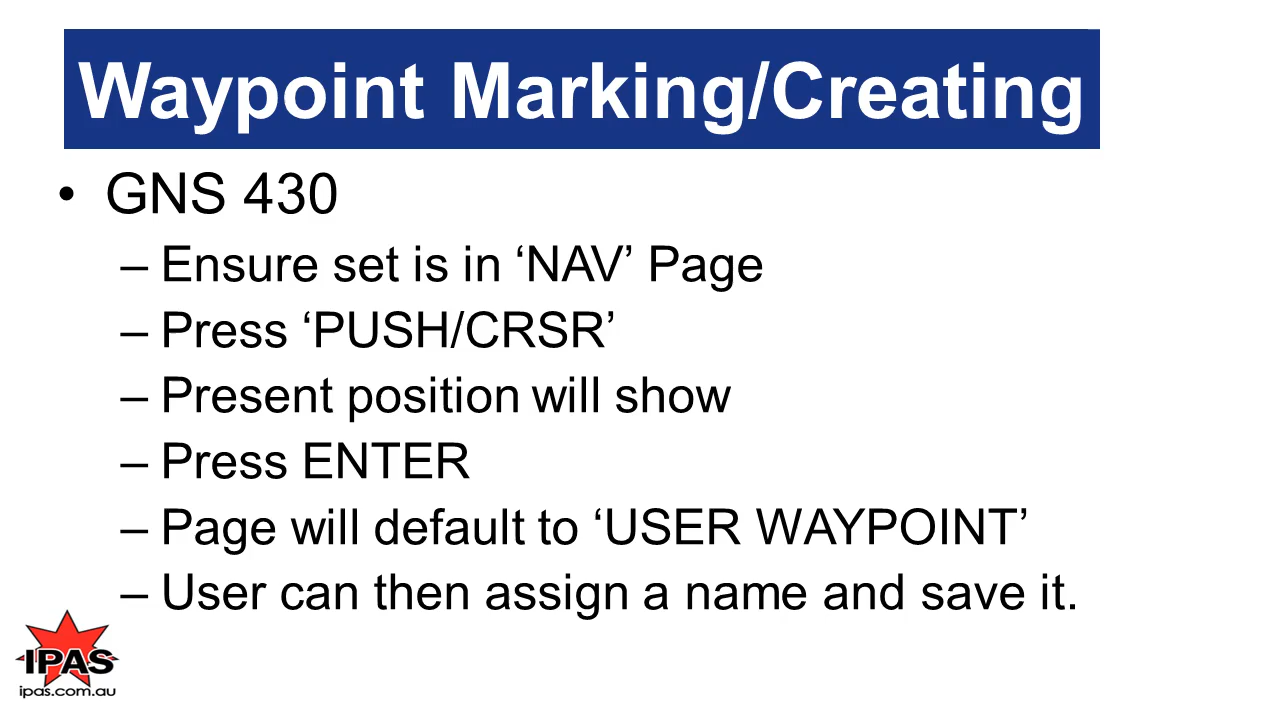 Waypoint Marking/Creating
• GNS 430
– Ensure set is in ‘NAV’ Page
– Press ‘PUSH/CRSR’
– Present position will show
– Press ENTER
– Page will default to ‘USER WAYPOINT’
– User can then assign a name and save it.
IPAS
ipas.com.au